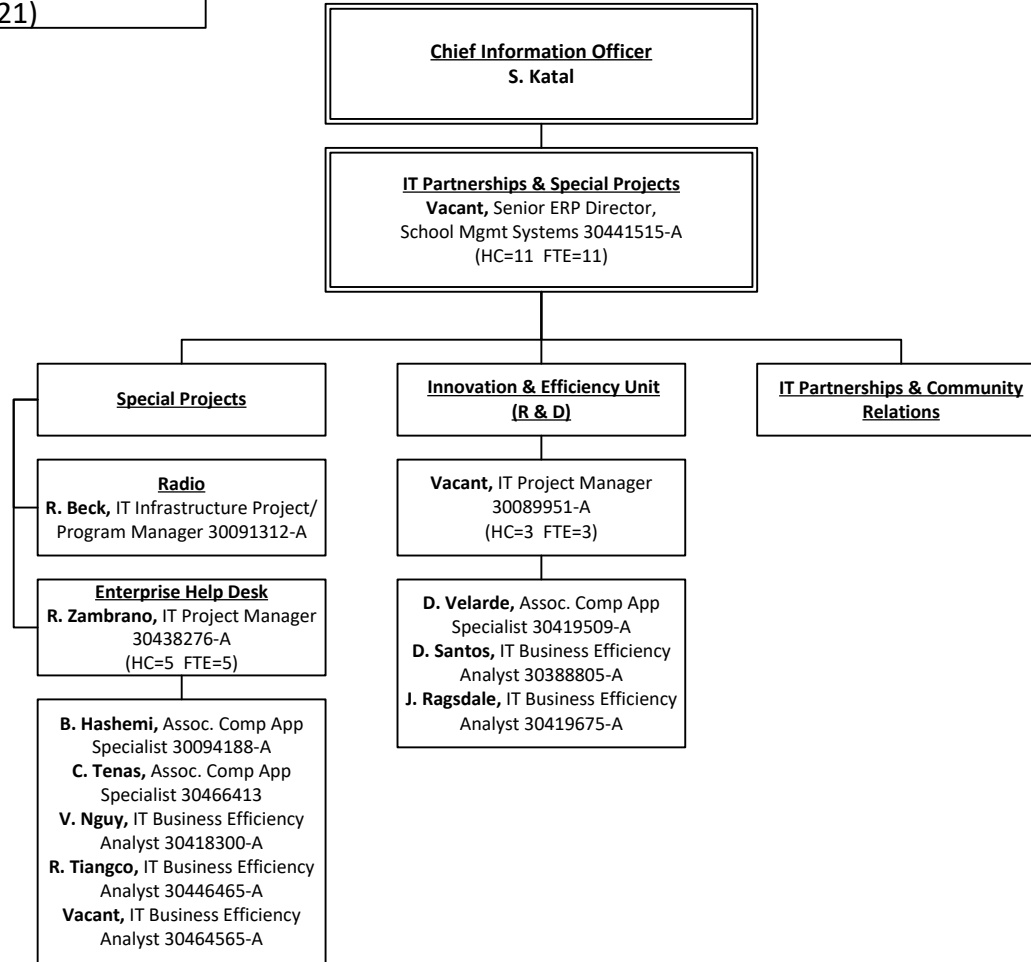 21)
Chief Information Officer
S. Katal
IT Partnerships & Special Projects
Vacant, Senior ERP Director,
School Mgmt Systems 30441515-A
(HC=11 FTE=11)
Special Projects
Radio
R. Beck, IT Infrastructure Project/
Program Manager 30091312-A
Enterprise Help Desk
R. Zambrano, IT Project Manager
30438276-A
(HC=5 FTE=5)
B. Hashemi, Assoc. Comp App
Specialist 30094188-A
C. Tenas, Assoc. Comp App
Specialist 30466413
V. Nguy, IT Business Efficiency
Analyst 30418300-A
R. Tiangco, IT Business Efficiency
Analyst 30446465-A
Vacant, IT Business Efficiency
Analyst 30464565-A
Innovation & Efficiency Unit
(R & D)
Vacant, IT Project Manager
30089951-A
(HC=3 FTE=3)
D. Velarde, Assoc. Comp App
Specialist 30419509-A
D. Santos, IT Business Efficiency
Analyst 30388805-A
J. Ragsdale, IT Business Efficiency
Analyst 30419675-A
IT Partnerships & Community
Relations